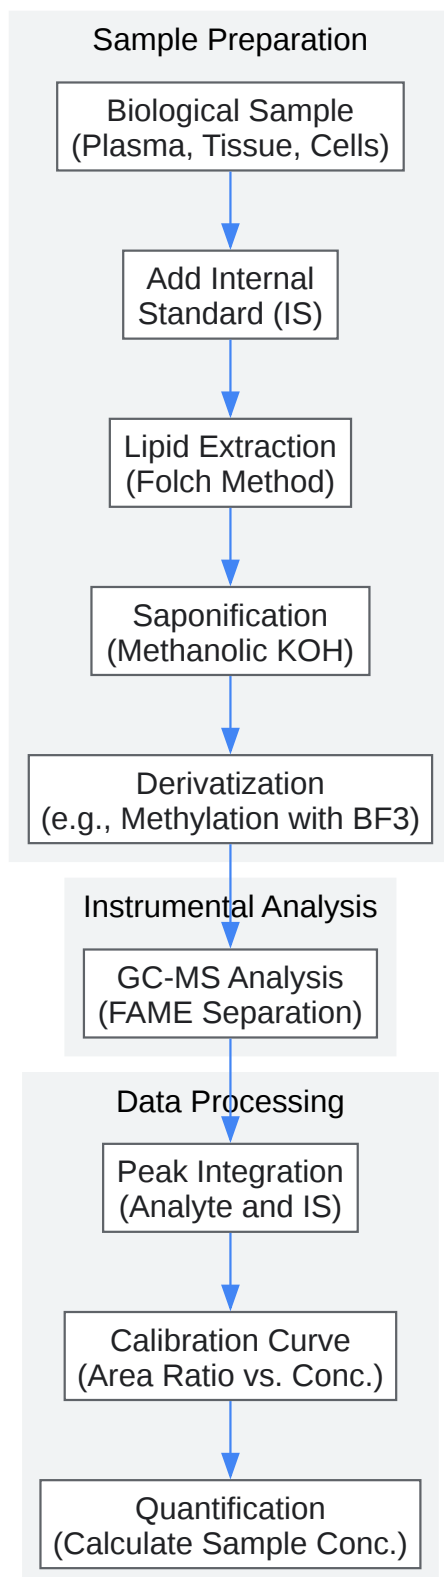 Sample Preparation
Biological Sample
(Plasma, Tissue, Cells)
Add Internal
Standard (IS)
Lipid Extraction
(Folch Method)
Saponification
(Methanolic KOH)
Derivatization
(e.g., Methylation with BF3)
Instrumental Analysis
GC-MS Analysis
(FAME Separation)
Data Processing
Peak Integration
(Analyte and IS)
Calibration Curve
(Area Ratio vs. Conc.)
Quantification
(Calculate Sample Conc.)